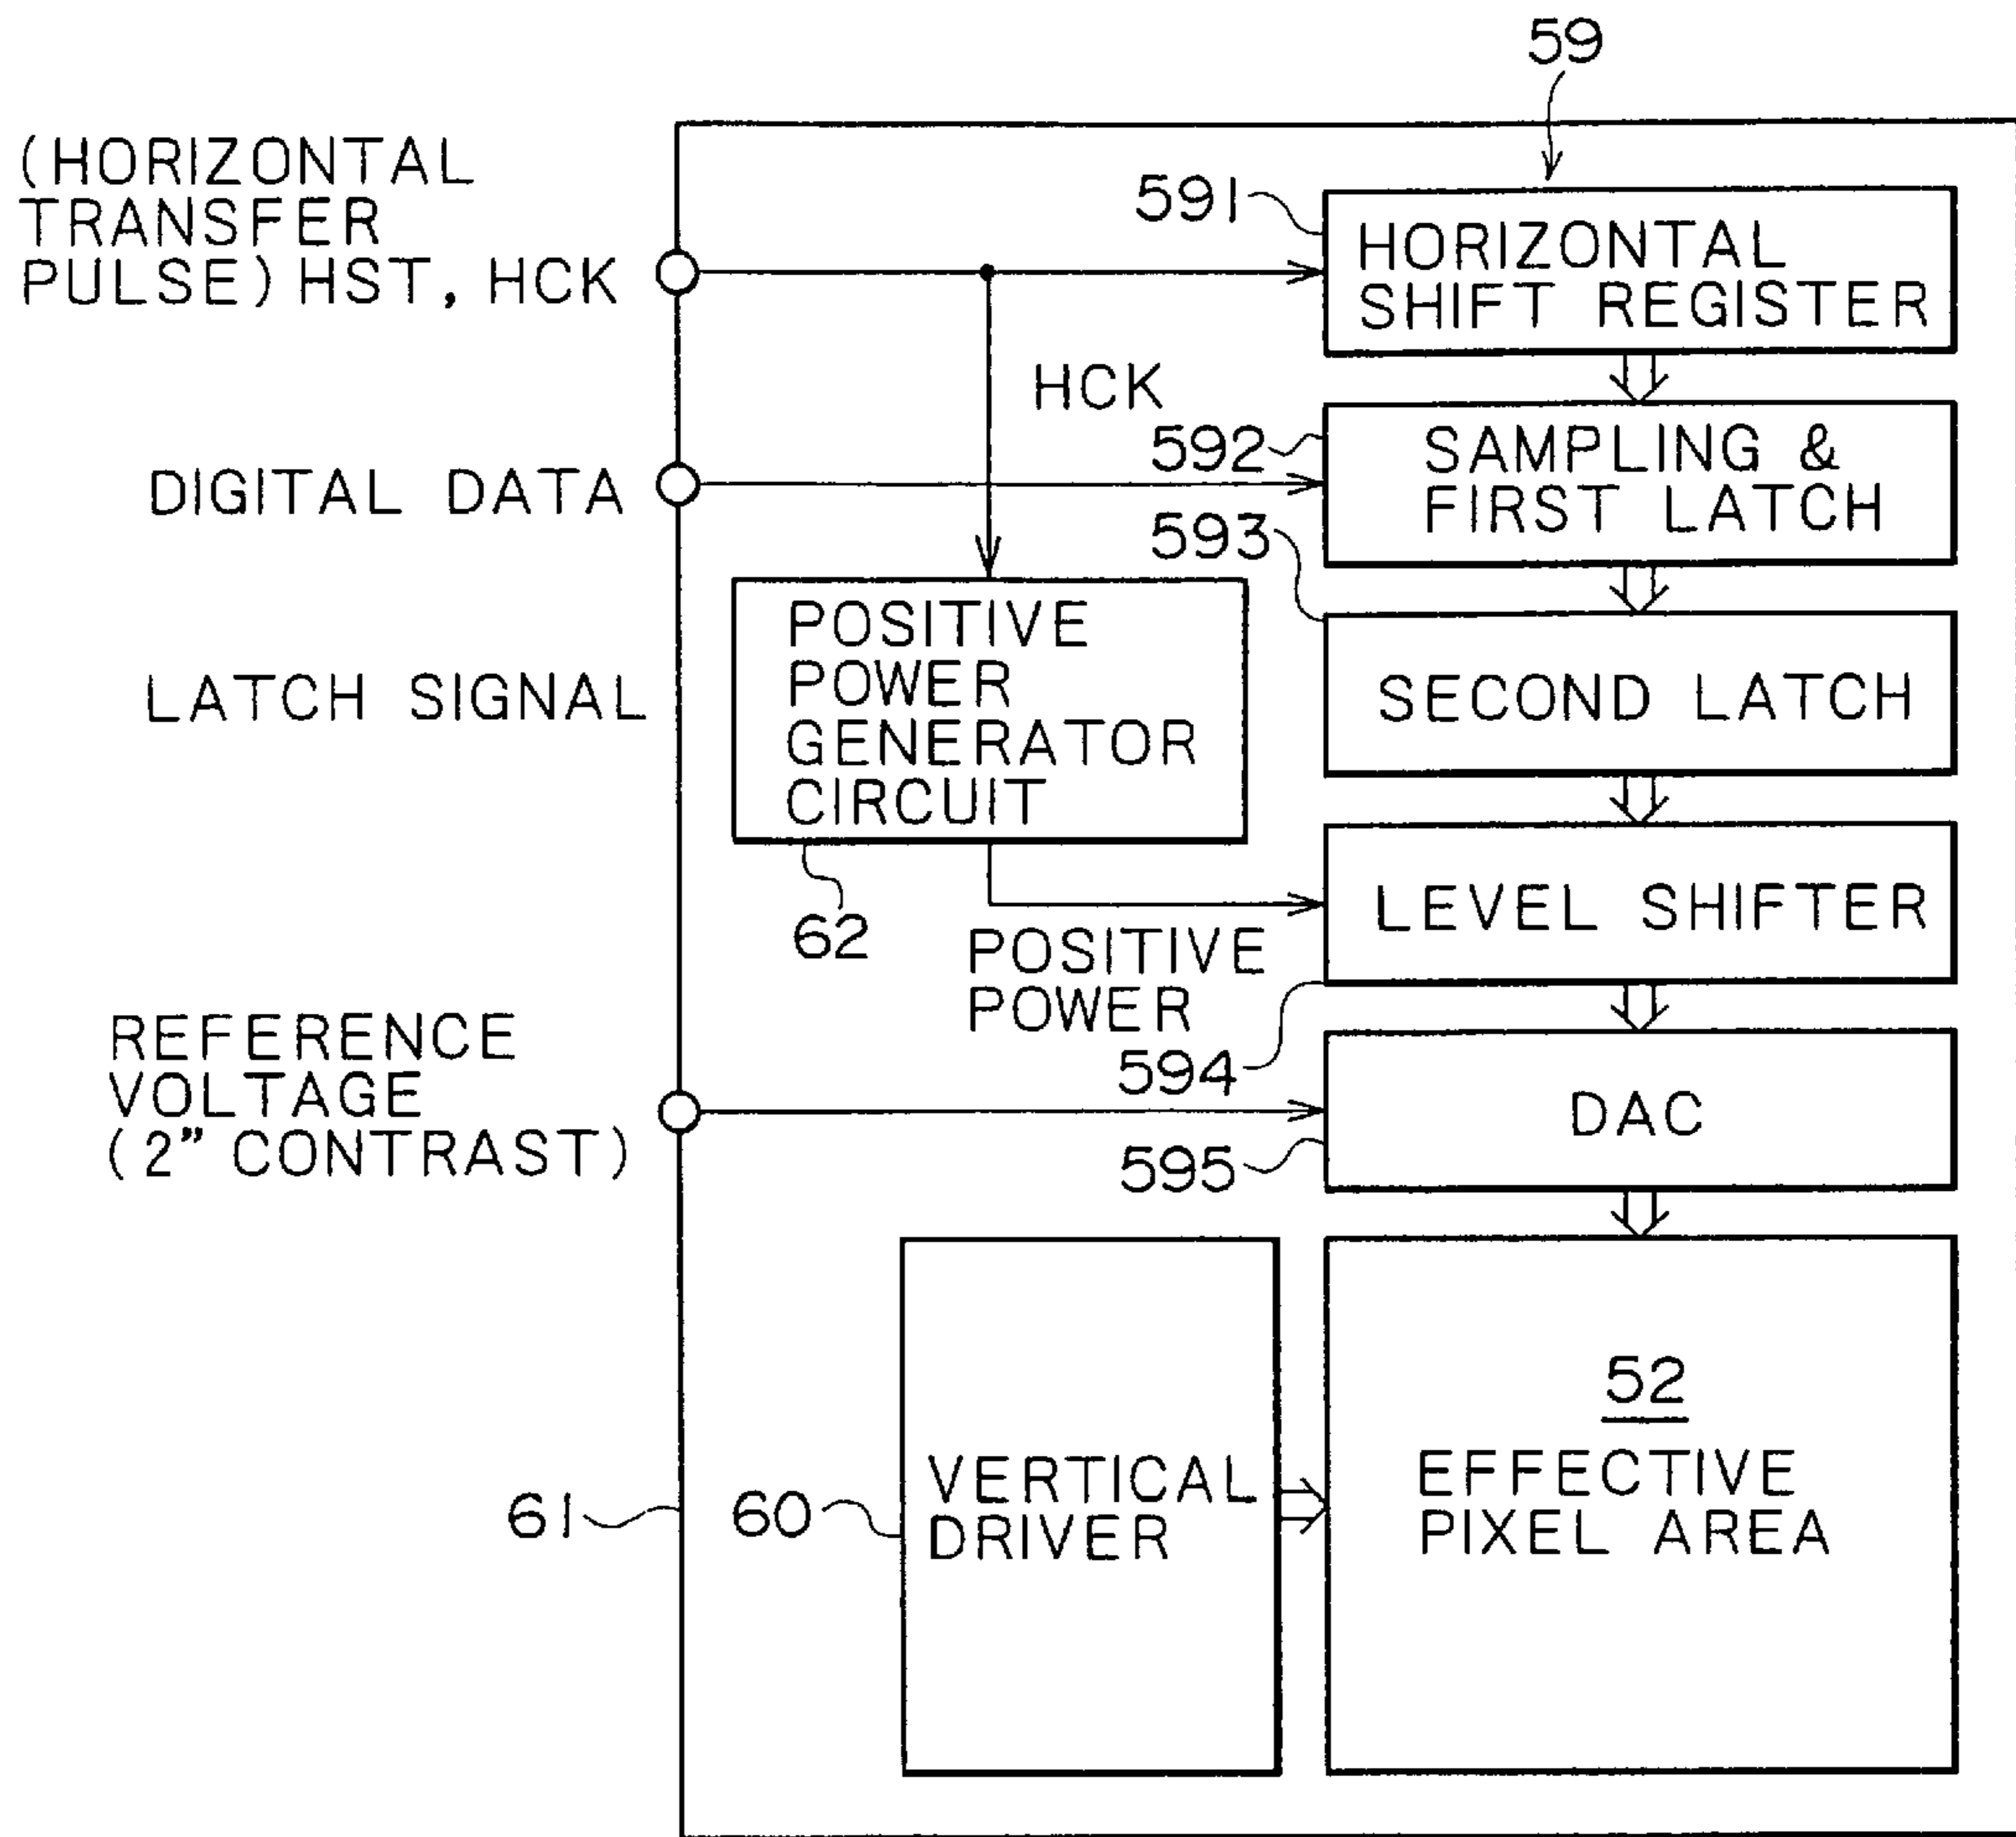 59
(HORIZONTAL
TRANSFER
PULSE) HST, HCK
591
HORIZONTAL
SHIFT REGISTER
HCK
592
SAMPLING &
FIRST LATCH
DIGITAL DATA
593
POSITIVE
POWER
GENERATOR
CIRCUIT
LATCH SIGNAL
SECOND LATCH
62
LEVEL SHIFTER
POSITIVE
POWER
594
REFERENCE
VOLTAGE
(2” CONTRAST)
DAC
595
52
EFFECTIVE
PIXEL AREA
61
60
VERTICAL
DRIVER